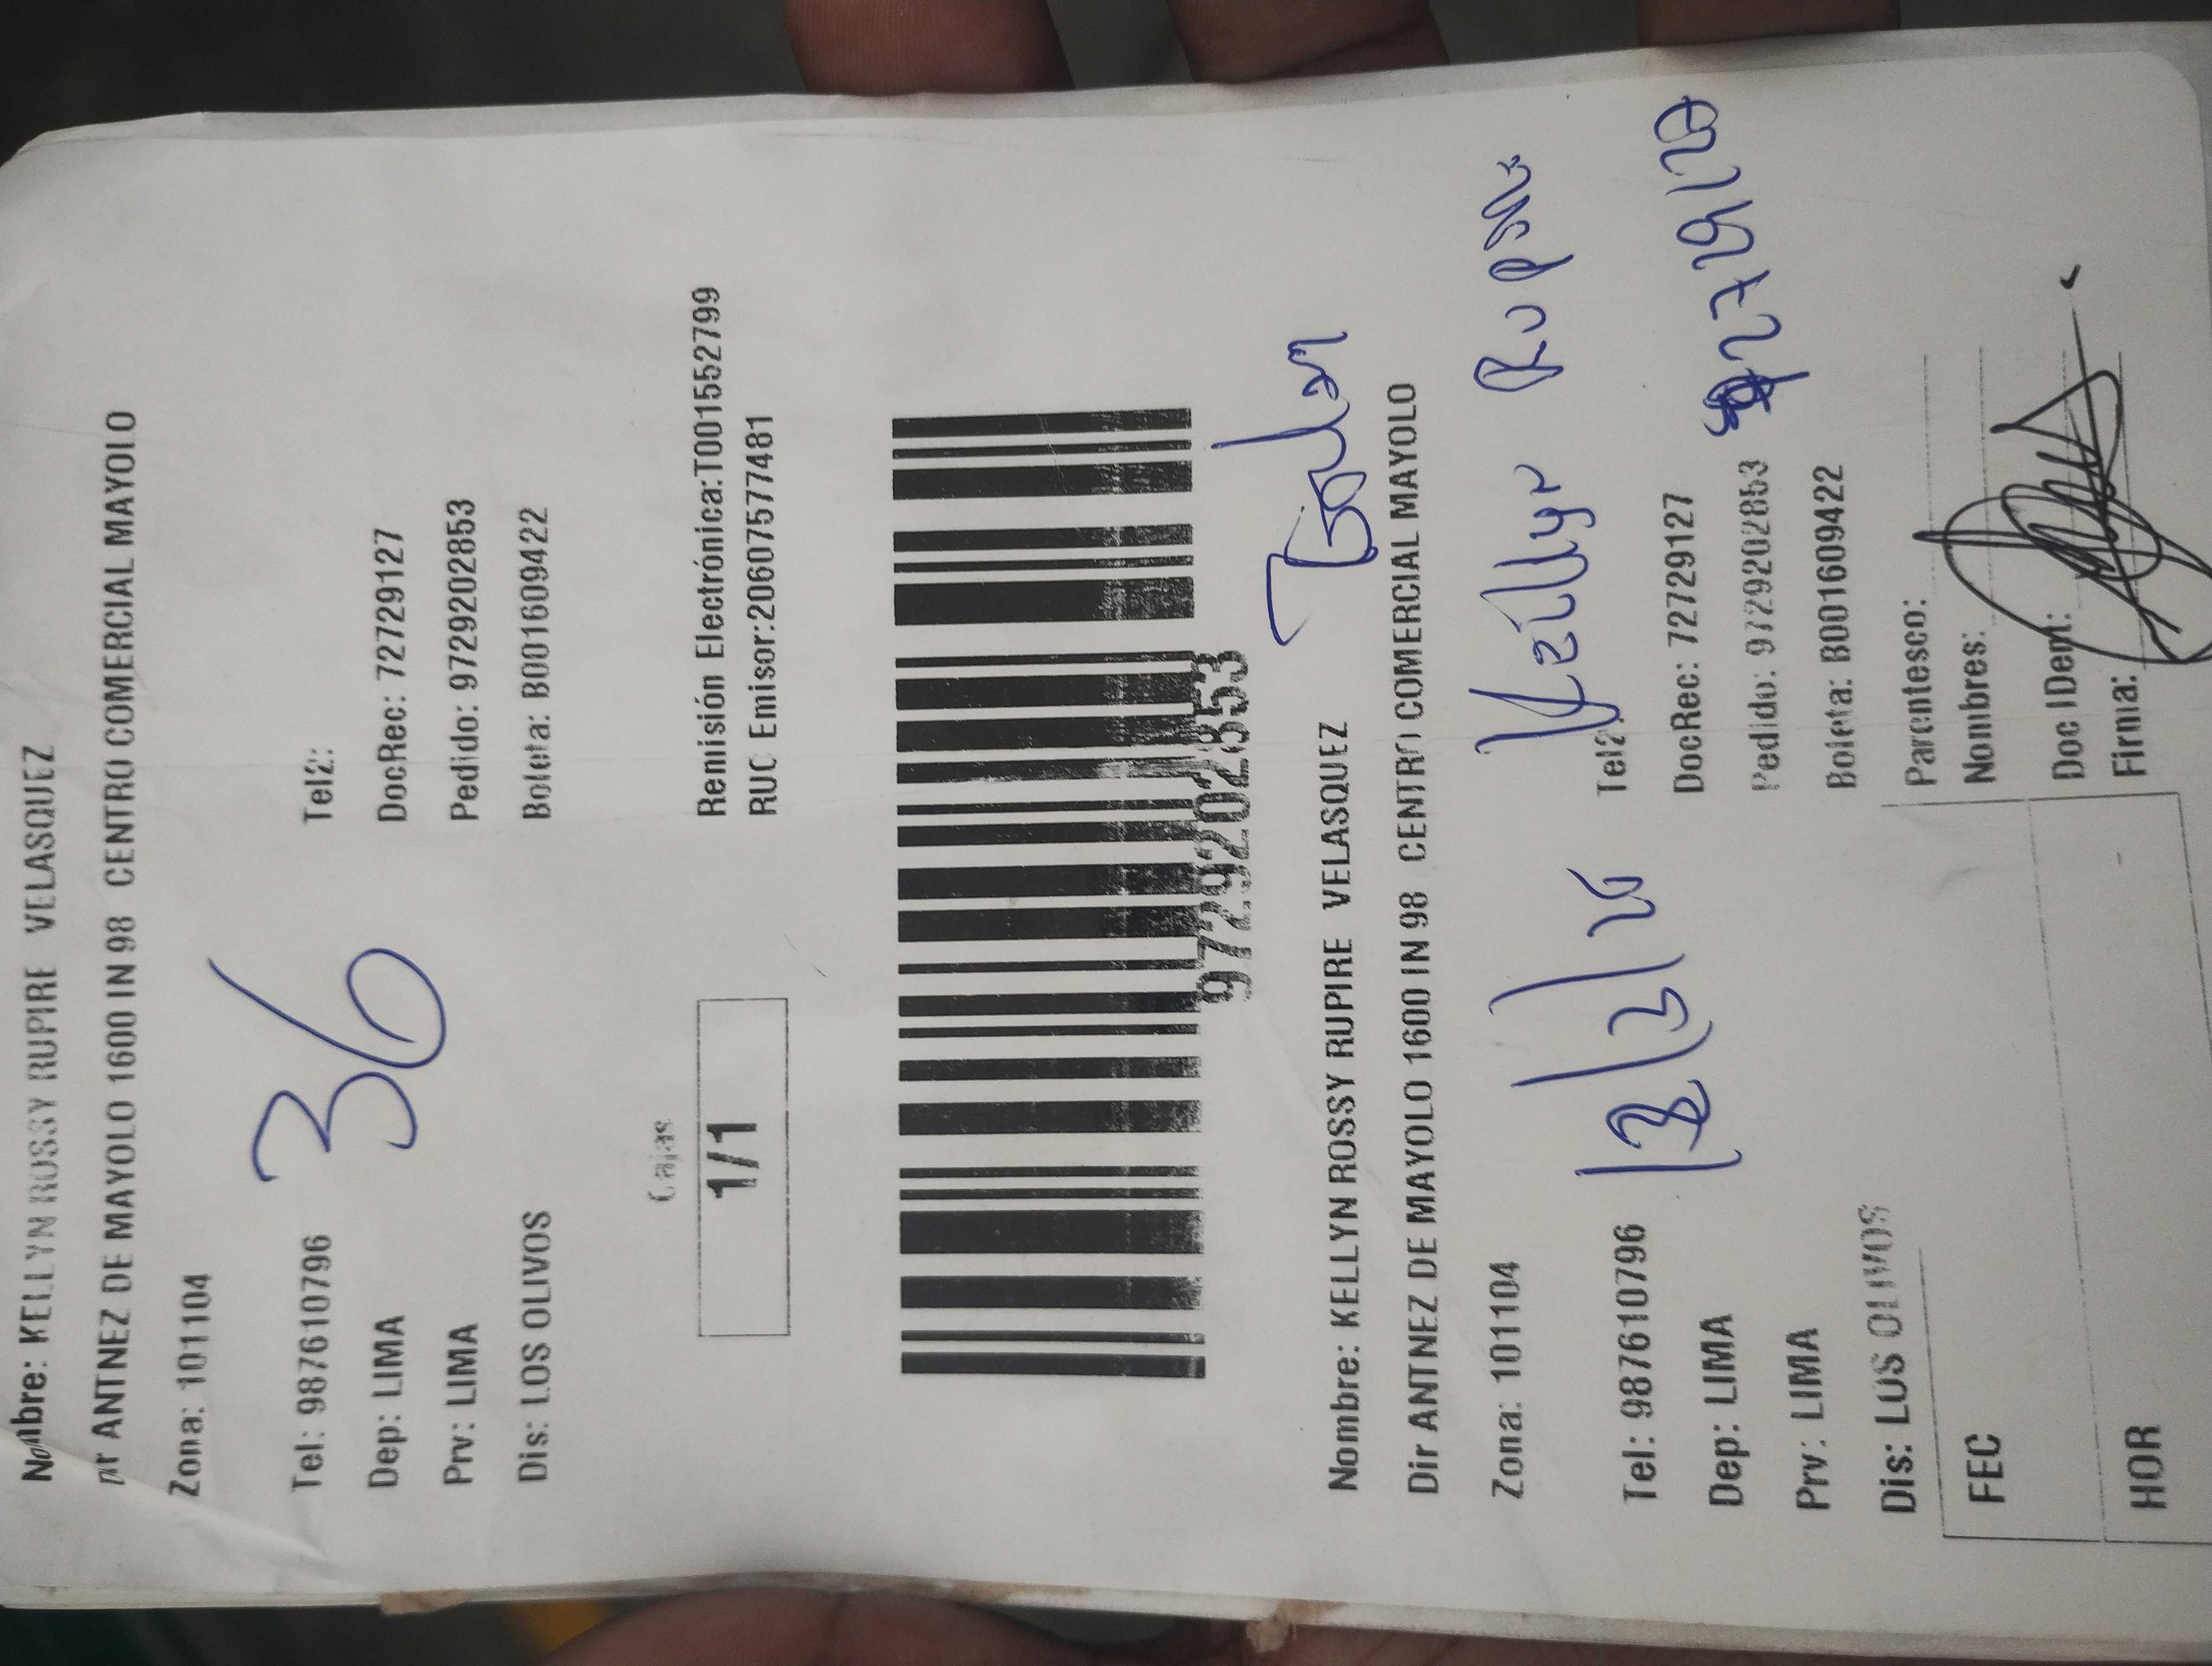 Nombre: KELLYN ROSSY RUPIRE VELASQUEZ
Dir ANTNEZ DE MAYOLO 1600 IN 98 CENTRO COMERCIAL MAYOLO
Zona: 101104
36
Tel: 987610796 Tel2:
Dep: LIMA DocRec: 72729127
Prv: LIMA Pedido: 9729202853
Dis: LOS OLIVOS Boleta: B001609422
Cajas
1/1
Remisión Electrónica:T001552799
RUC Emisor:20607577481
9729202853
Nombre: KELLYN ROSSY RUPIRE VELASQUEZ
Dir ANTNEZ DE MAYOLO 1600 IN 98 CENTRO COMERCIAL MAYOLO
Zona: 101104
Tel: 987610796 Tel2:
Dep: LIMA DocRec: 72729127
Prv: LIMA Pedido: 9729202853
Dis: LOS OLIVOS Boleta: B001609422
FEC
HOR
Parentesco:
Nombres:
Doc IDent:
Firma: